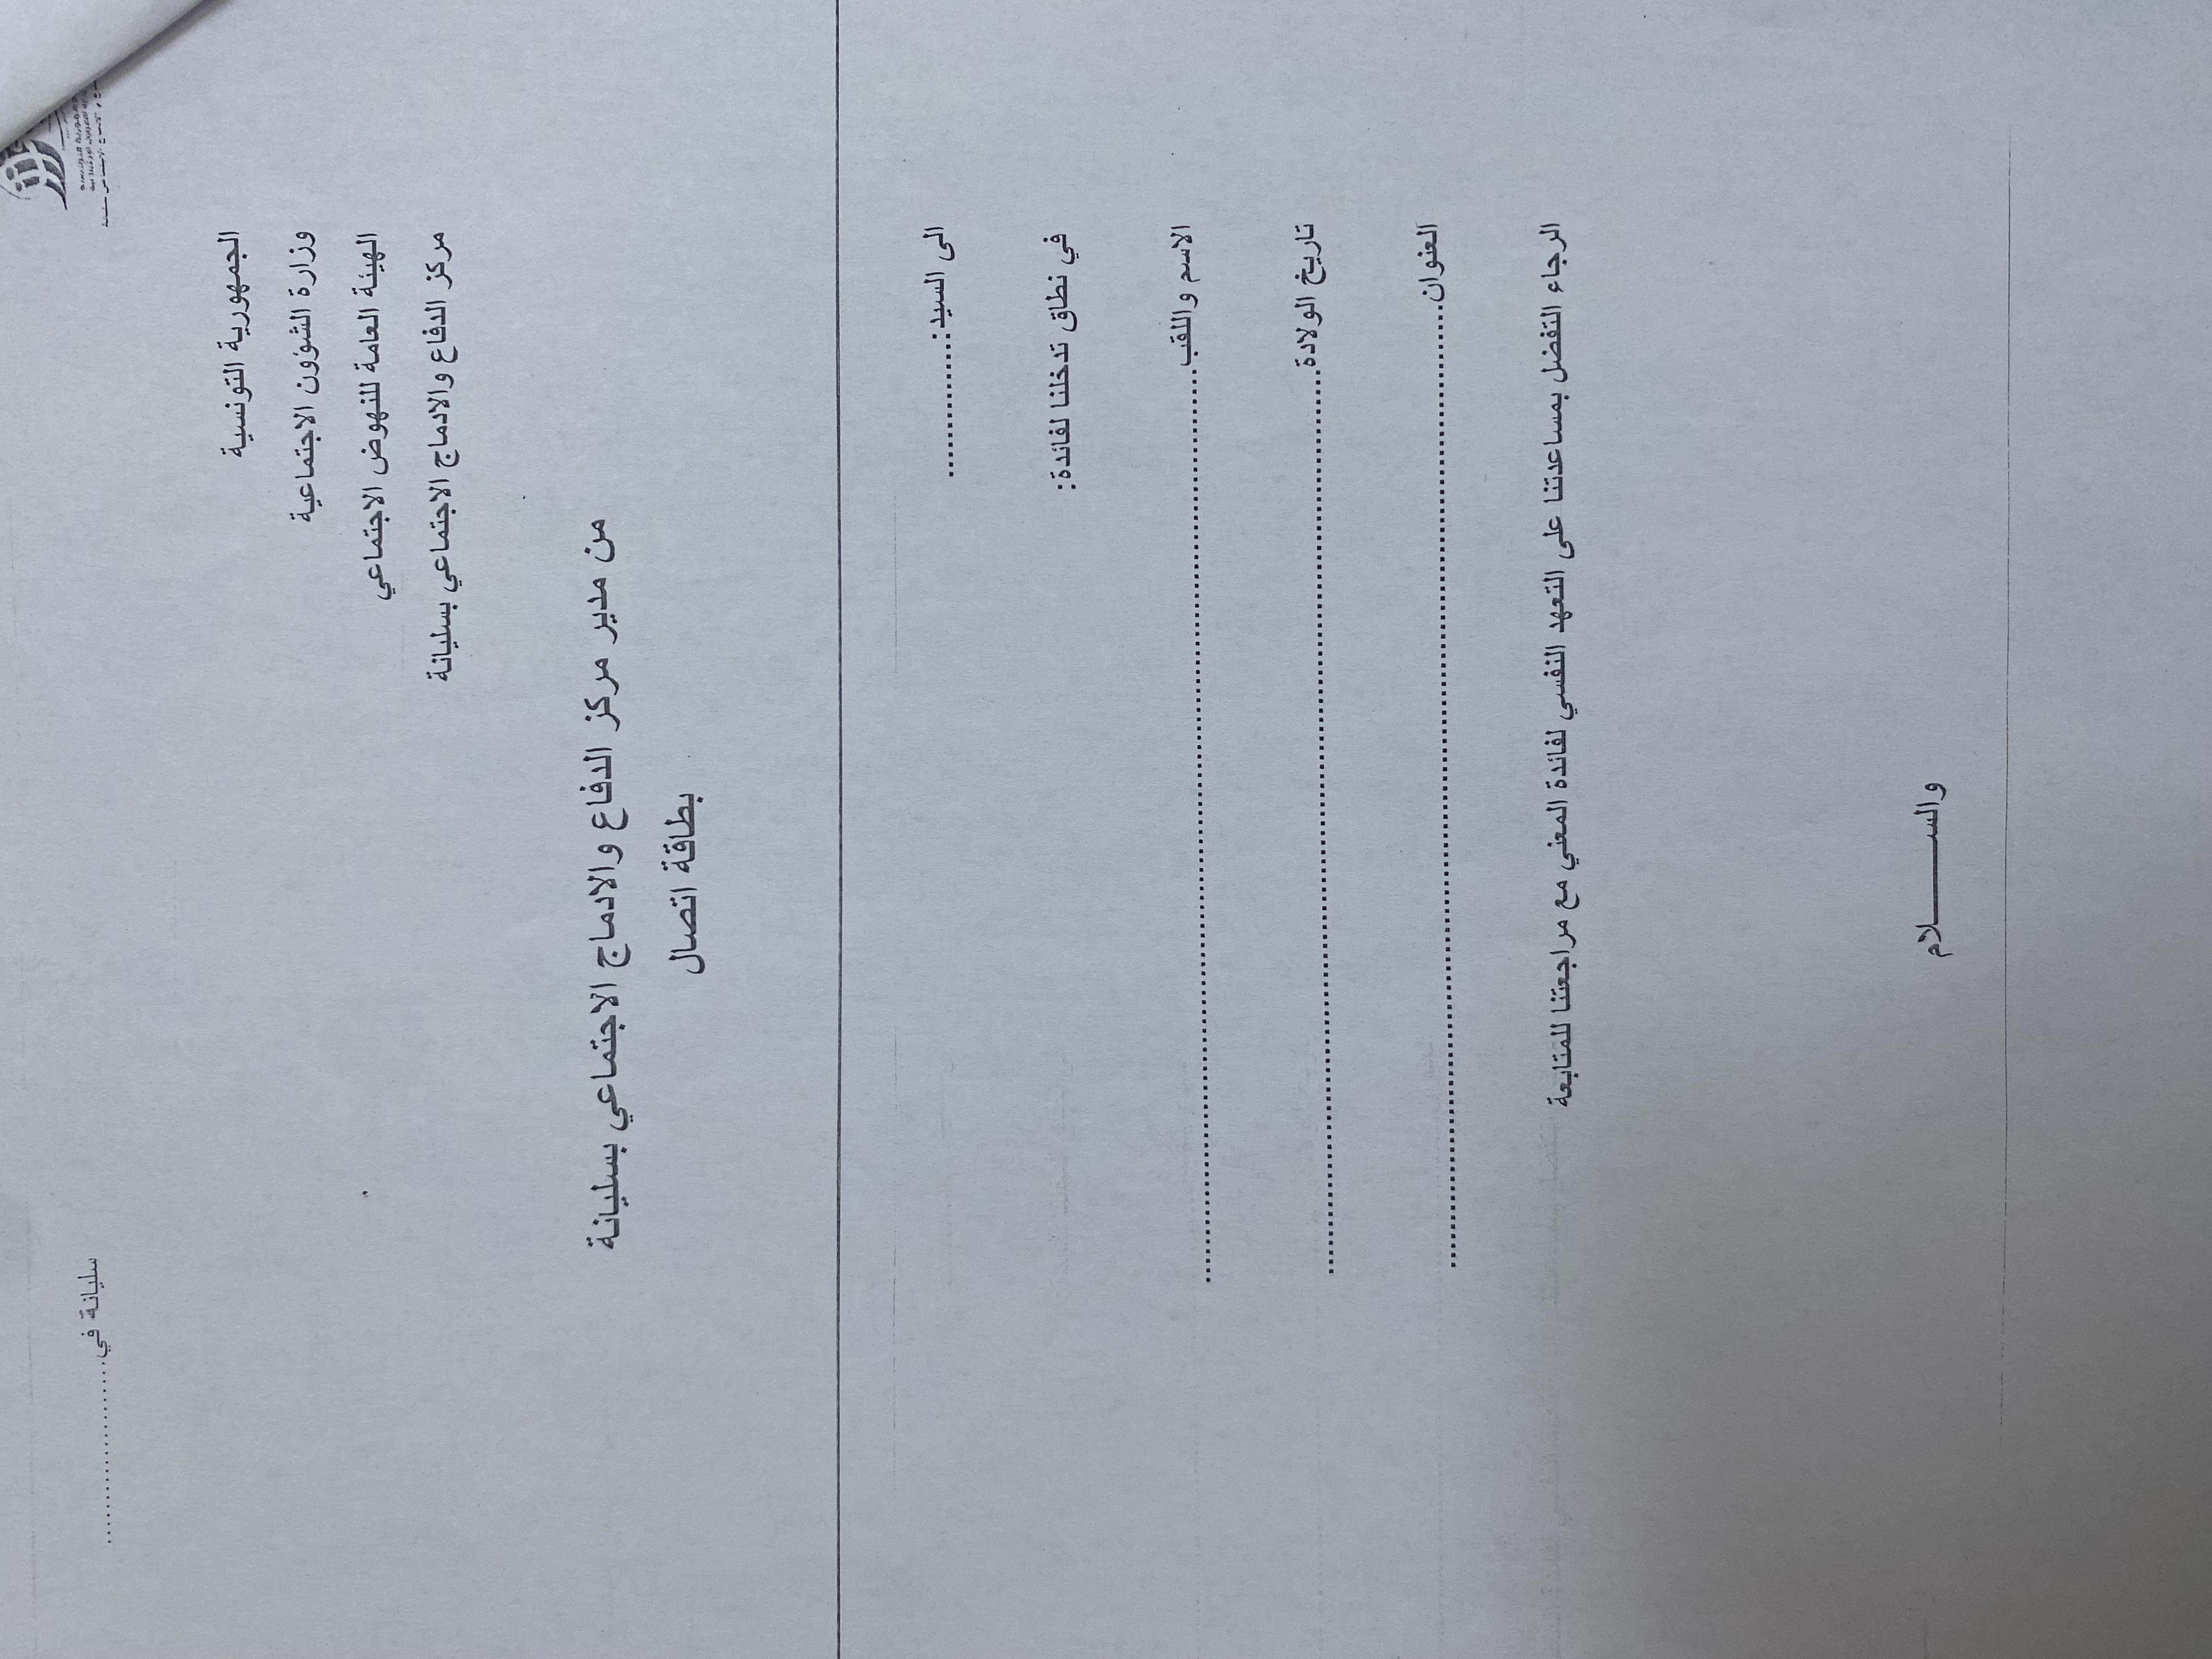 سليانة في.....................
الجمهورية التونسية
وزارة الشؤون الاجتماعية
الهيئة العامة للنهوض الاجتماعي
مركز الدفاع والادماج الاجتماعي بسليانة
من مدير مركز الدفاع والادماج الاجتماعي بسليانة
بطاقة اتصال
الى السيد:..............
في نطاق تدخلنا لفائدة:
الاسم واللقب..............................................................................................
تاريخ الولادة.............................................................................................
العنوان...................................................................................................
الرجاء التفضل بمساعدتنا على التعهد النفسي لفائدة المعني مع مراجعتنا للمتابعة
والســـــــــلام